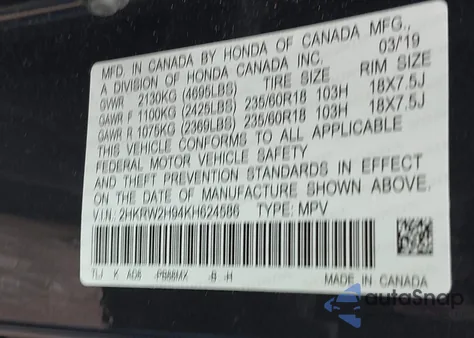 MFD. IN CANADA BY HONDA OF CANADA MFG.,
A DIVISION OF HONDA CANADA INC. 03/19
TIRE SIZE RIM SIZE
GVWR 2130KG (4695LBS)
GAWR F 1100KG (2425LBS) 235/60R18 103H 18X7.5J
GAWR R 1075KG (2369LBS) 235/60R18 103H 18X7.5J
THIS VEHICLE CONFORMS TO ALL APPLICABLE
FEDERAL MOTOR VEHICLE SAFETY
AND THEFT PREVENTION STANDARDS IN EFFECT
ON THE DATE OF MANUFACTURE SHOWN ABOVE.
V.I.N.: 2HKRW2H94KH624586 TYPE: MPV
K -B -H
MADE IN CANADA
autoSnap